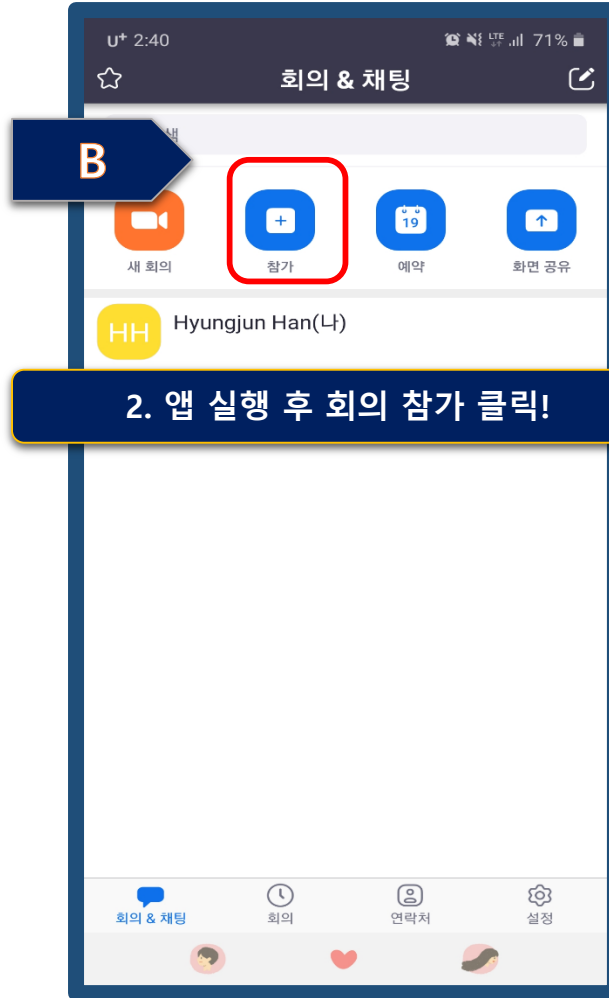 U+ 2:40 LTE 71%
회의 & 채팅
B
19
새 회의 참가 예약 화면 공유
HH Hyungjun Han(나)
2. 앱 실행 후 회의 참가 클릭!
회의 & 채팅 회의 연락처 설정